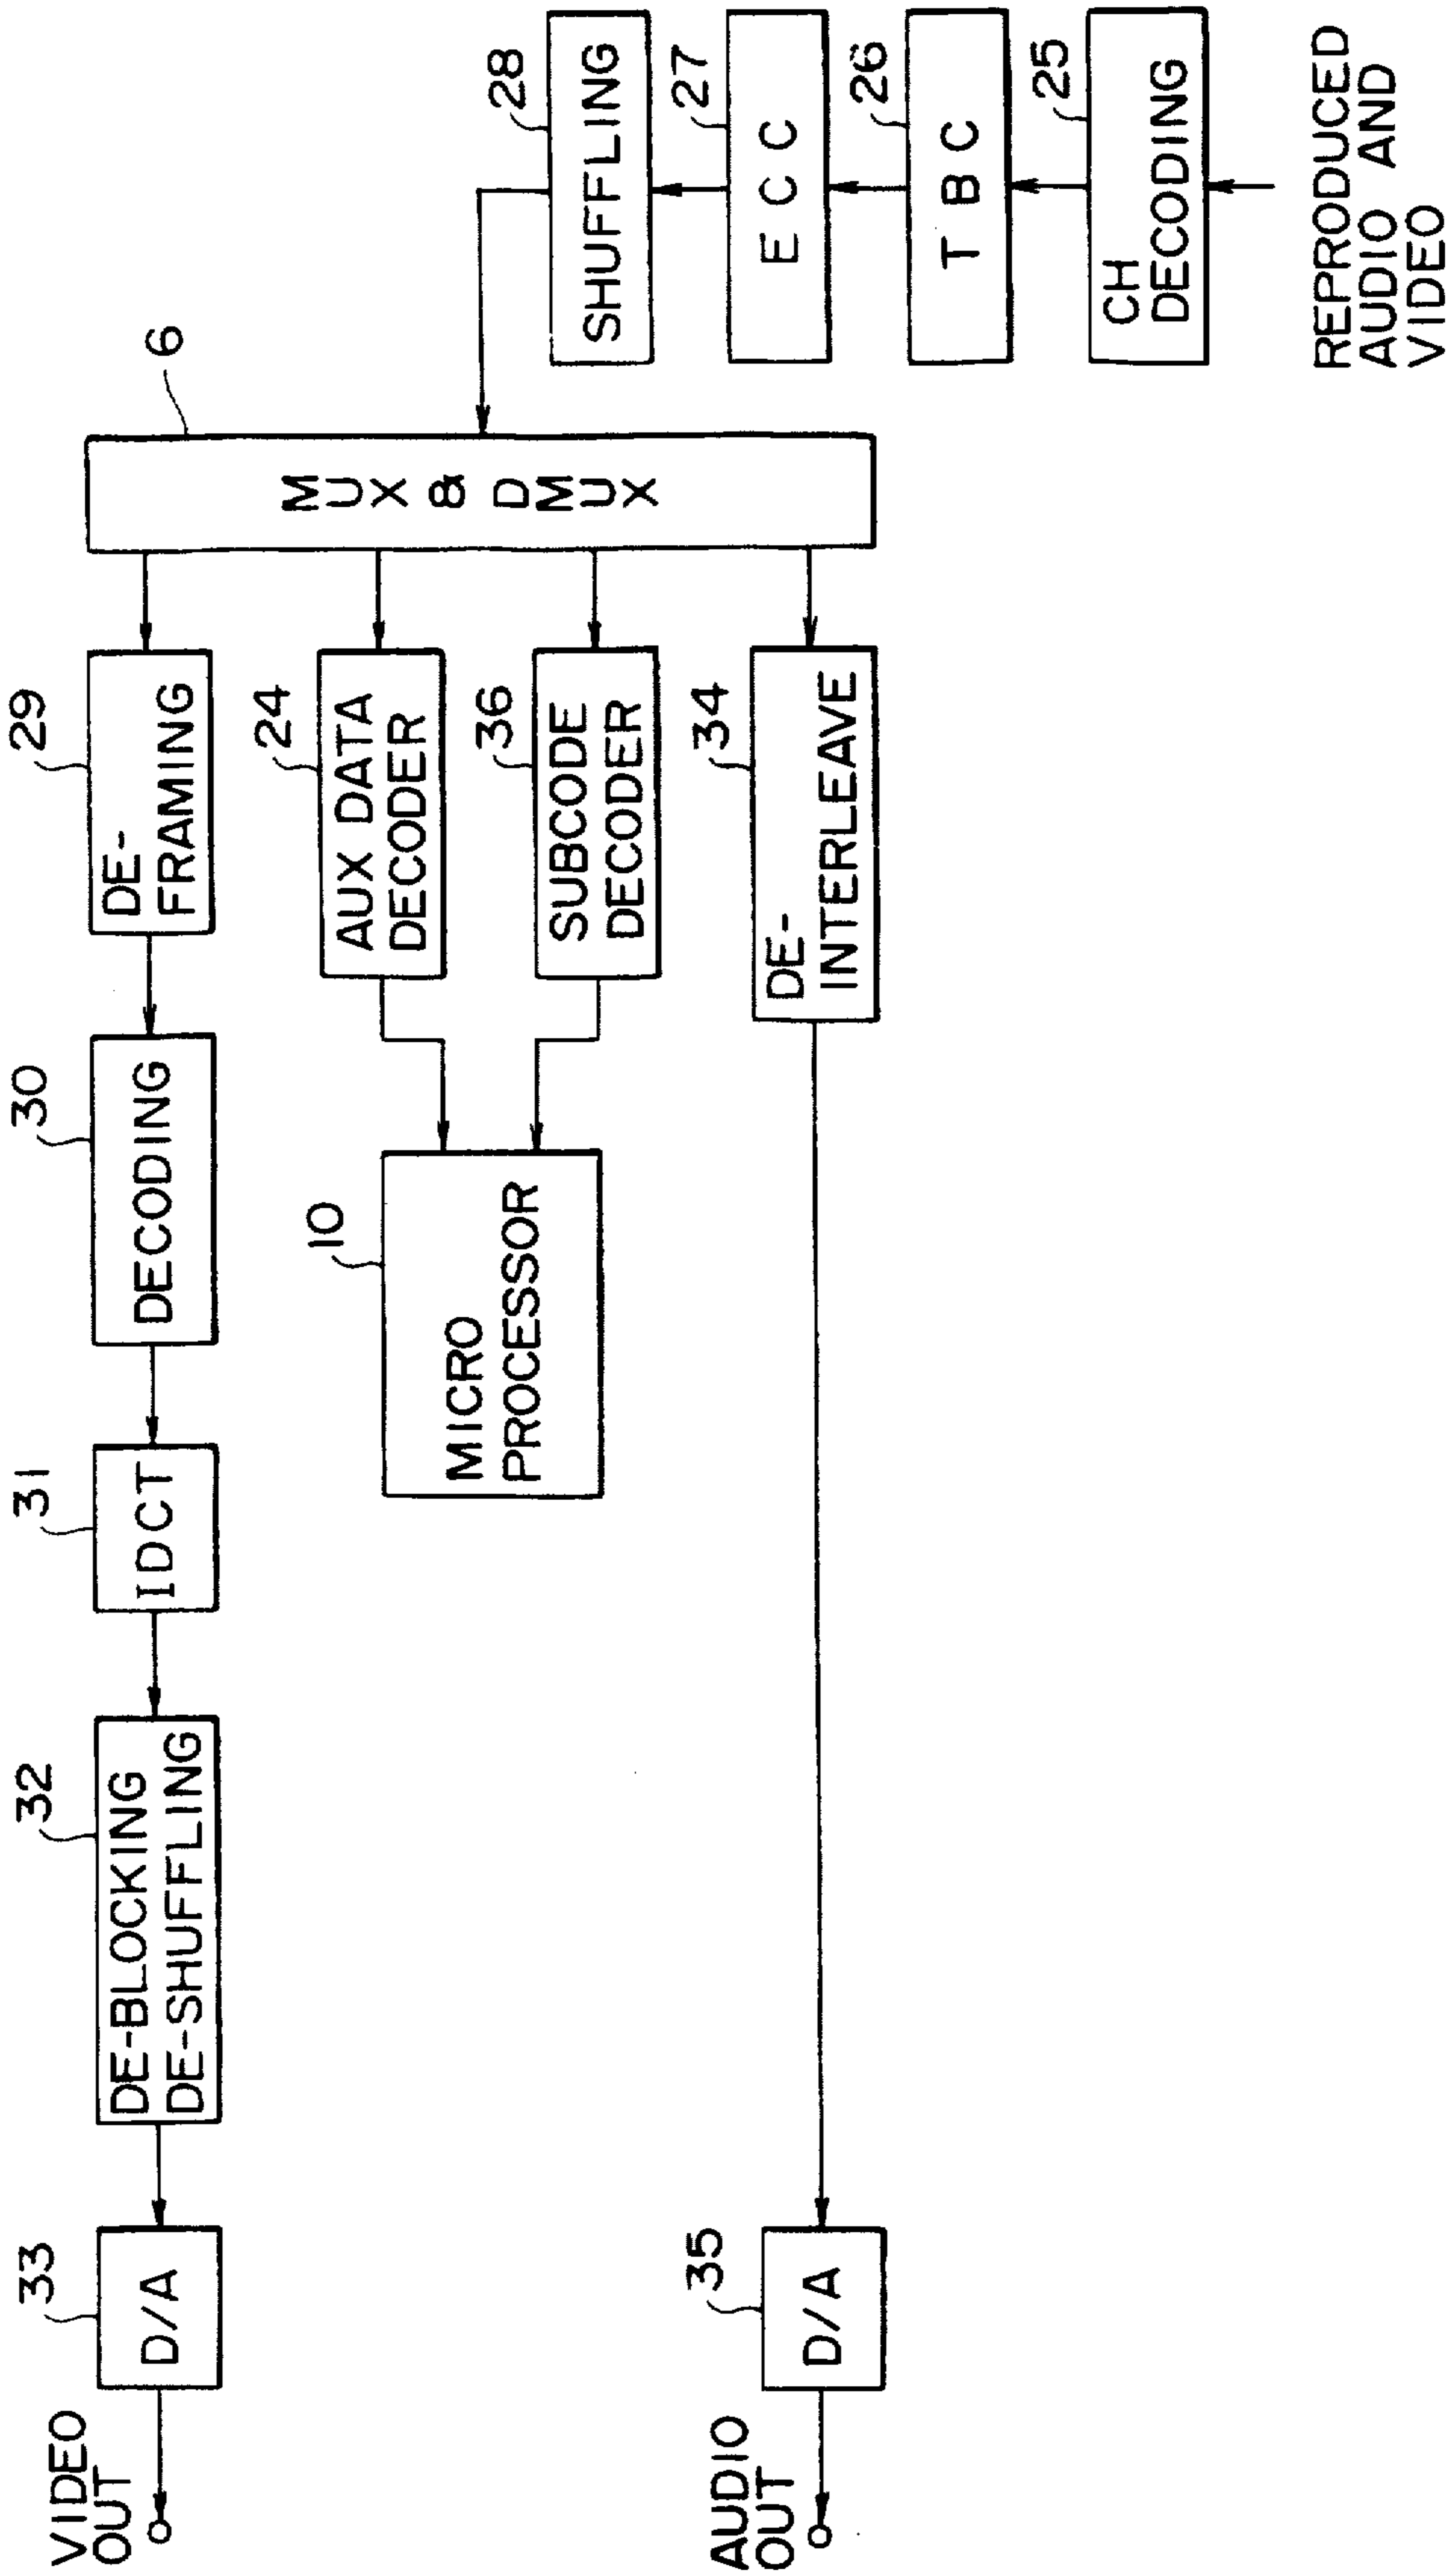 VIDEO
OUT
33
D/A
32
DE-BLOCKING
DE-SHUFFLING
31
IDCT
30
DECODING
29
DE-
FRAMING
10
MICRO
PROCESSOR
24
AUX DATA
DECODER
36
SUBCODE
DECODER
AUDIO
OUT
35
D/A
34
DE-
INTERLEAVE
6
MUX & DMUX
28
SHUFFLING
27
ECC
26
TBC
25
CH
DECODING
REPRODUCED
AUDIO AND
VIDEO